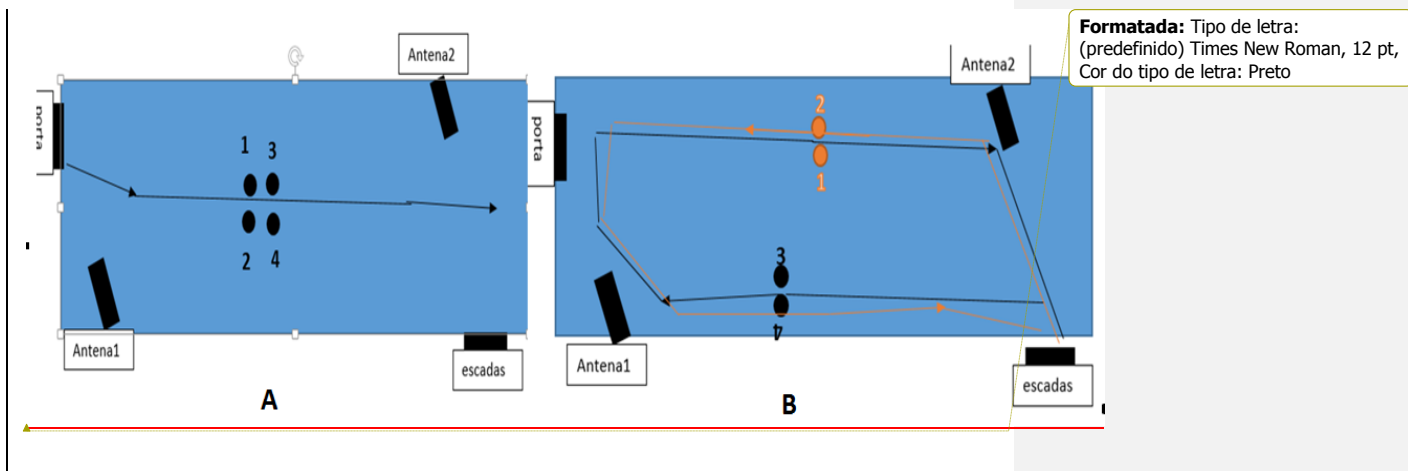 Formatada: Tipo de letra:
(predefinido) Times New Roman, 12 pt,
Cor do tipo de letra: Preto
Antena2
porta
1 3
2 4
Antena1
escadas
A
Antena2
porta
2
1
3
4
Antena1
escadas
B